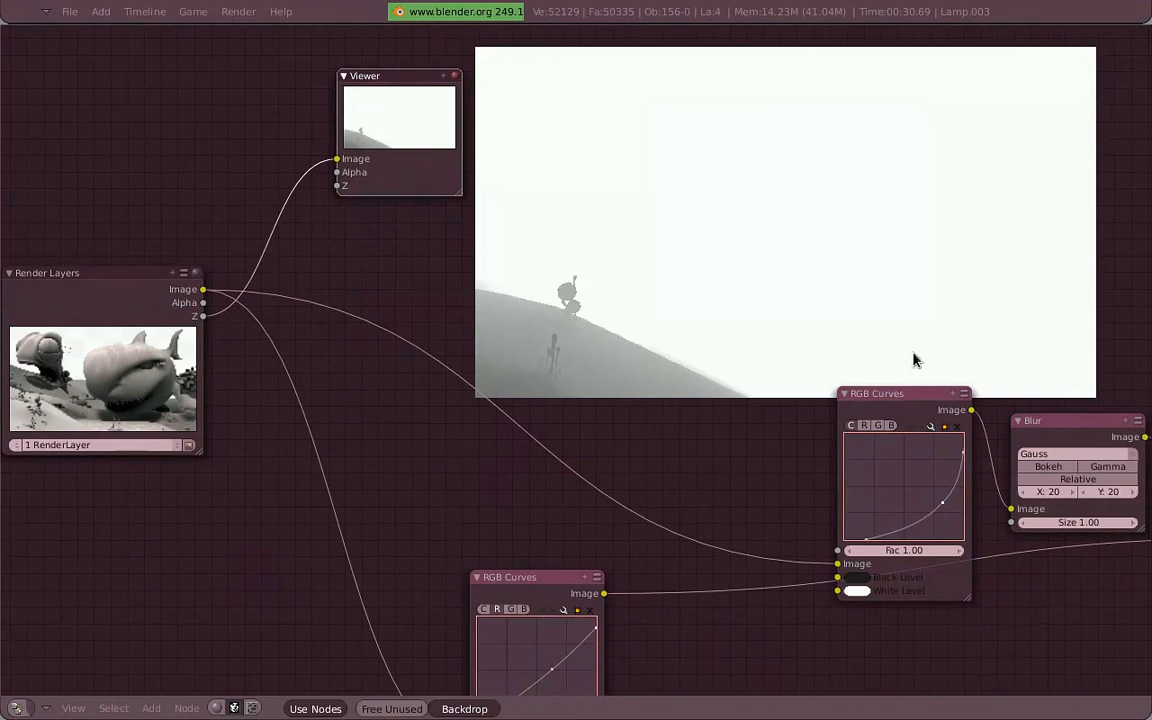 File Add Timeline Game Render Help www.blender.org 249.1 Ve:52129 | Fa:50335 | Ob:156-0 | La:4 | Mem:14.23M (41.04M) | Time:00:30.69 | Lamp.003
Viewer
Image
Alpha
Z
Render Layers
Image
Alpha
Z
1 RenderLayer
RGB Curves
Image
C R G B
Fac 1.00
Image
Black Level
White Level
Blur
Image
Gauss
Bokeh Gamma
Relative
X: 20 Y: 20
Image
Size 1.00
RGB Curves
Image
C R G B
View Select Add Node Use Nodes Free Unused Backdrop